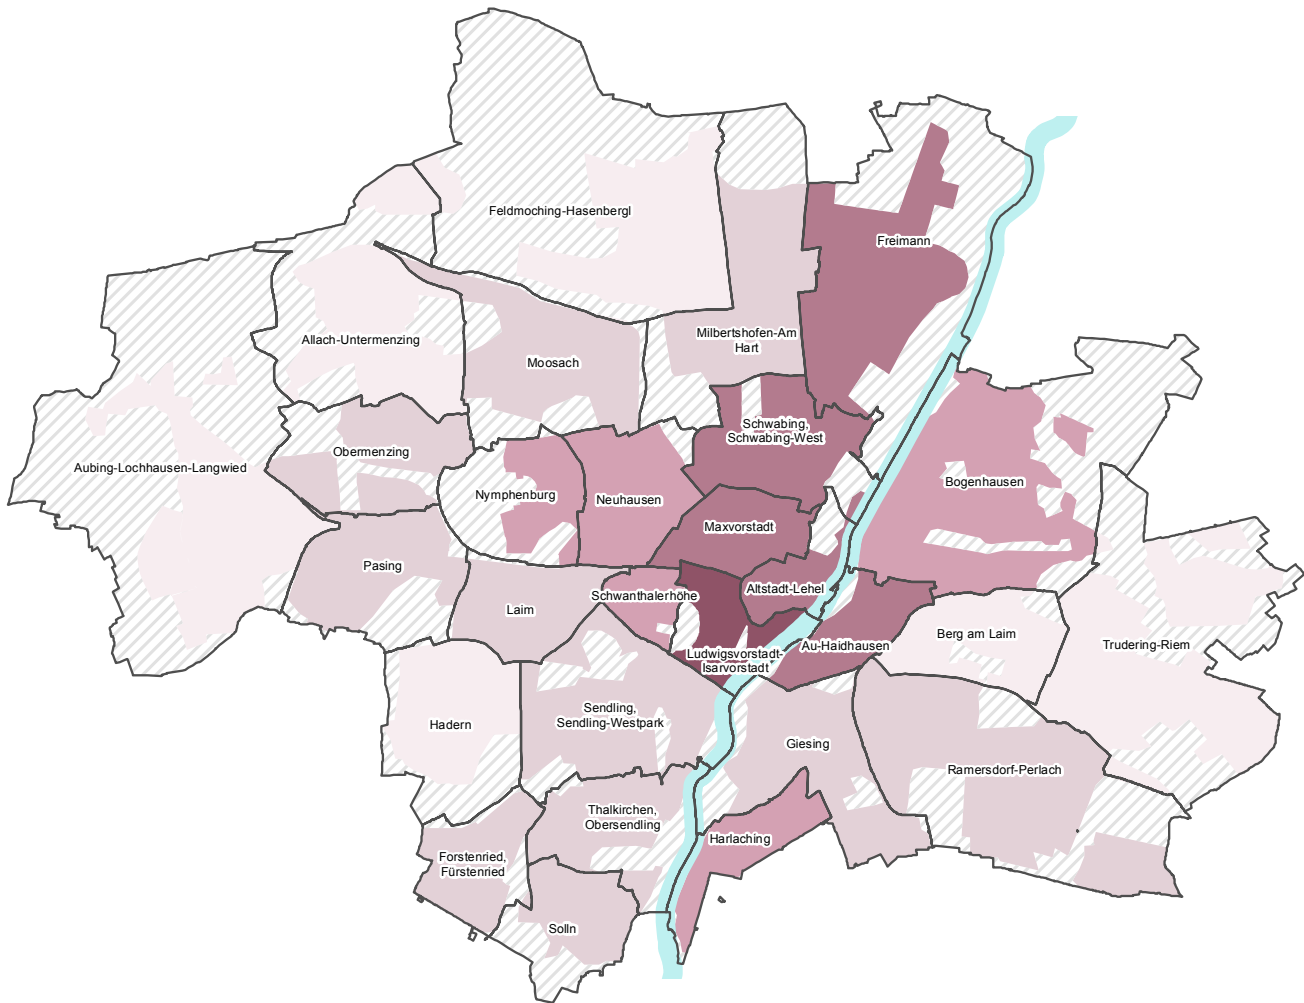 Feldmoching-Hasenbergl
Freimann
Allach-Untermenzing
Milbertshofen-Am
Hart
Moosach
Schwabing,
Schwabing-West
Obermenzing
Aubing-Lochhausen-Langwied
Bogenhausen
Nymphenburg
Neuhausen
Maxvorstadt
Pasing
Altstadt-Lehel
Schwanthalerhöhe
Laim
Berg am Laim
Au-Haidhausen
Trudering-Riem
Ludwigsvorstadt-
Isarvorstadt
Sendling,
Sendling-Westpark
Hadern
Giesing
Ramersdorf-Perlach
Thalkirchen,
Obersendling
Harlaching
Forstenried,
Fürstenried
Solln